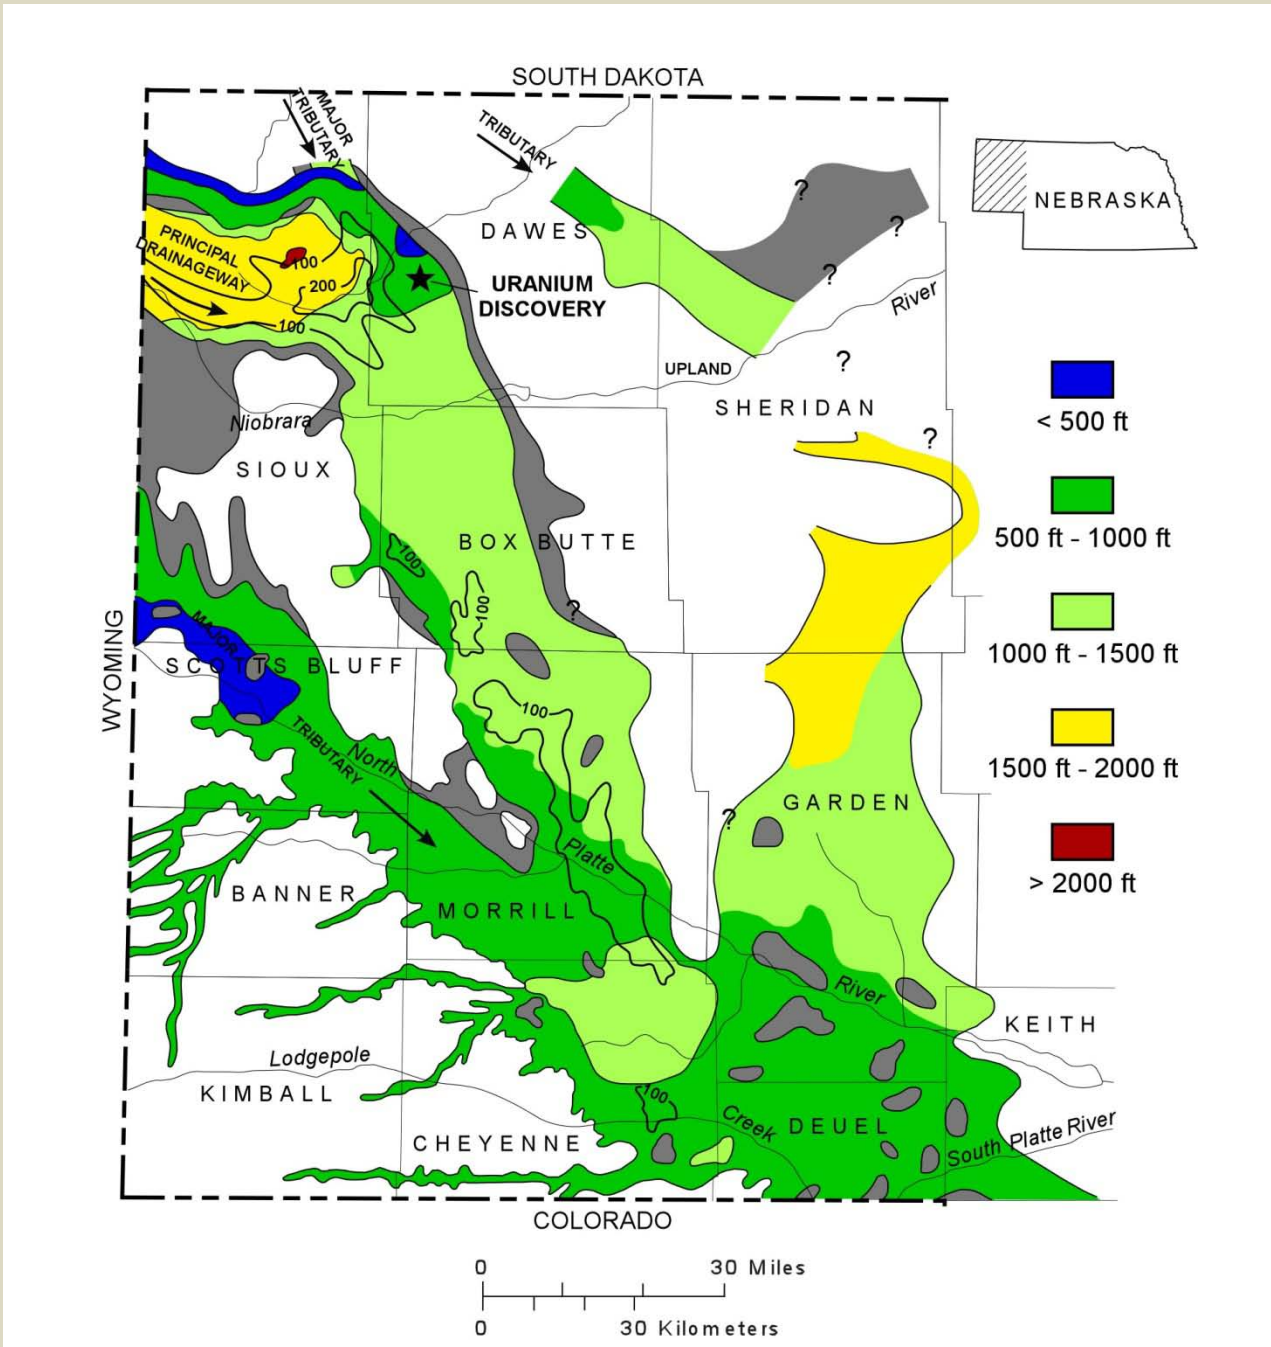 SOUTH DAKOTA
MAJOR
TRIBUTARY
TRIBUTARY
?
NEBRASKA
DAWES
?
PRINCIPAL
DRAINAGEWAY
100
200
100
URANIUM
DISCOVERY
?
River
?
UPLAND
SHERIDAN
< 500 ft
Niobrara
?
SIOUX
500 ft - 1000 ft
BOX BUTTE
100
100
?
WYOMING
MAJOR
SCOTTS BLUFF
1000 ft - 1500 ft
100
TRIBUTARY
North
1500 ft - 2000 ft
GARDEN
?
Platte
BANNER
MORRILL
> 2000 ft
River
KEITH
Lodgepole
KIMBALL
100
Creek
DEUEL
South Platte River
CHEYENNE
COLORADO
0 30 Miles
0 30 Kilometers